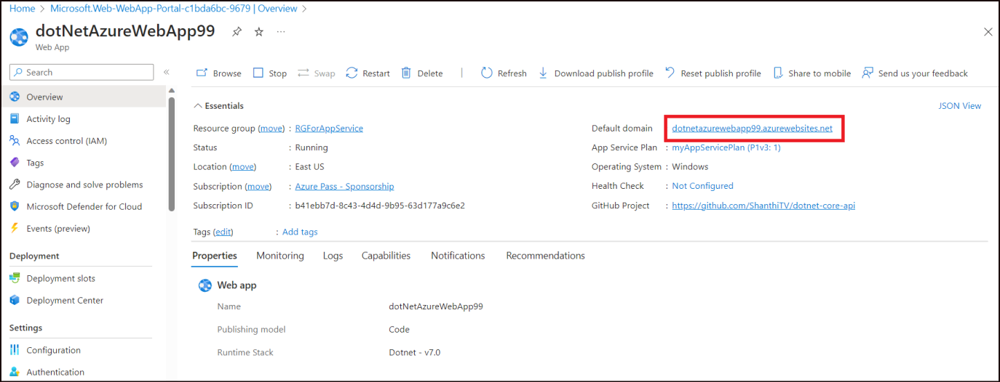 Home > Microsoft.Web-WebApp-Portal-c1bda6bc-9679 | Overview >
dotNetAzureWebApp99
Web App
Search
Browse Stop Swap Restart Delete Refresh Download publish profile Reset publish profile Share to mobile Send us your feedback
Overview
Activity log
Access control (IAM)
Tags
Diagnose and solve problems
Microsoft Defender for Cloud
Events (preview)
Deployment
Deployment slots
Deployment Center
Settings
Configuration
Authentication
Essentials
JSON View
Resource group (move) : RGForAppService
Status : Running
Location (move) : East US
Subscription (move) : Azure Pass - Sponsorship
Subscription ID : b41ebb7d-8c43-4d4d-9b95-63d177a9c6e2
Default domain dotnetazurewebapp99.azurewebsites.net
App Service Plan : myAppServicePlan (P1v3: 1)
Operating System : Windows
Health Check : Not Configured
GitHub Project : https://github.com/ShanthiTV/dotnet-core-api
Tags (edit) : Add tags
Properties Monitoring Logs Capabilities Notifications Recommendations
Web app
Name dotNetAzureWebApp99
Publishing model Code
Runtime Stack Dotnet - v7.0